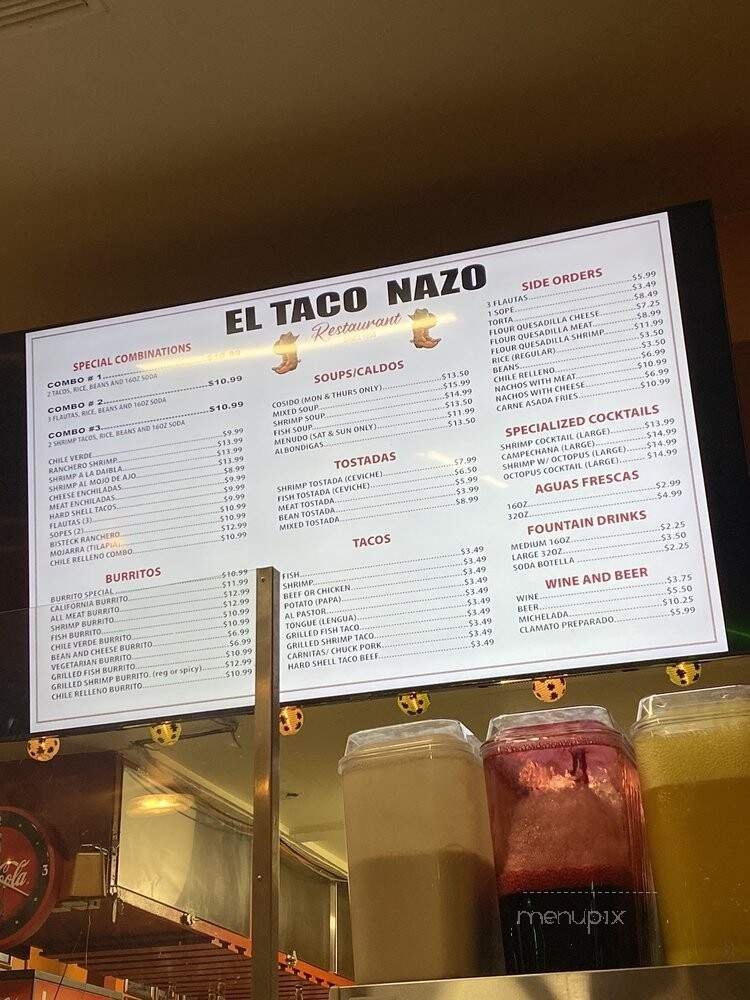 EL TACO NAZO
Restaurant
SPECIAL COMBINATIONS
COMBO # 1
2 TACOS, RICE, BEANS AND 16OZ SODA
COMBO # 2 $10.99
3 FLAUTAS, RICE, BEANS AND 16OZ SODA
COMBO #3 $10.99
2 SHRIMP TACOS, RICE, BEANS AND 16OZ SODA
CHILE VERDE $9.99
RANCHERO SHRIMP $13.99
SHRIMP A LA DAIBLA $13.99
SHRIMP AL MOJO DE AJO $13.99
CHEESE ENCHILADAS $8.99
MEAT ENCHILADAS $9.99
HARD SHELL TACOS $9.99
FLAUTAS (3) $9.99
SOPES (2) $10.99
BISTECK RANCHERO $10.99
MOJARRA (TILAPIA) $12.99
CHILE RELLENO COMBO $10.99
BURRITOS
BURRITO SPECIAL $10.99
CALIFORNIA BURRITO $11.99
ALL MEAT BURRITO $12.99
SHRIMP BURRITO $12.99
FISH BURRITO $10.99
CHILE VERDE BURRITO $10.99
BEAN AND CHEESE BURRITO $6.99
VEGETARIAN BURRITO $6.99
GRILLED FISH BURRITO $10.99
GRILLED SHRIMP BURRITO. (reg or spicy) $12.99
CHILE RELLENO BURRITO $10.99
SOUPS/CALDOS
COSIDO (MON & THURS ONLY) $13.50
MIXED SOUP $15.99
SHRIMP SOUP $14.99
FISH SOUP $13.50
MENUDO (SAT & SUN ONLY) $11.99
ALBONDIGAS $13.50
TOSTADAS
SHRIMP TOSTADA (CEVICHE) $7.99
FISH TOSTADA (CEVICHE) $6.50
MEAT TOSTADA $5.99
BEAN TOSTADA $3.99
MIXED TOSTADA $8.99
TACOS
FISH $3.49
SHRIMP $3.49
BEEF OR CHICKEN $3.49
POTATO (PAPA) $3.49
AL PASTOR $3.49
TONGUE (LENGUA) $3.49
GRILLED FISH TACO $3.49
GRILLED SHRIMP TACO $3.49
CARNITAS/ CHUCK PORK $3.49
HARD SHELL TACO BEEF $3.49
SIDE ORDERS
3 FLAUTAS $5.99
1 SOPE $3.49
TORTA $8.49
FLOUR QUESADILLA CHEESE $7.25
FLOUR QUESADILLA MEAT $8.99
FLOUR QUESADILLA SHRIMP $11.99
RICE (REGULAR) $3.50
BEANS $3.50
CHILE RELLENO $6.99
NACHOS WITH MEAT $10.99
NACHOS WITH CHEESE $6.99
CARNE ASADA FRIES $10.99
SPECIALIZED COCKTAILS
SHRIMP COCKTAIL (LARGE) $13.99
CAMPECHANA (LARGE) $14.99
SHRIMP W/ OCTOPUS (LARGE) $14.99
OCTOPUS COCKTAIL (LARGE) $14.99
AGUAS FRESCAS
16OZ $2.99
32OZ $4.99
FOUNTAIN DRINKS
MEDIUM 16OZ $2.25
LARGE 32OZ $3.50
SODA BOTELLA $2.25
WINE AND BEER
WINE $3.75
BEER $5.50
MICHELADA $10.25
CLAMATO PREPARADO $5.99
3
menupix